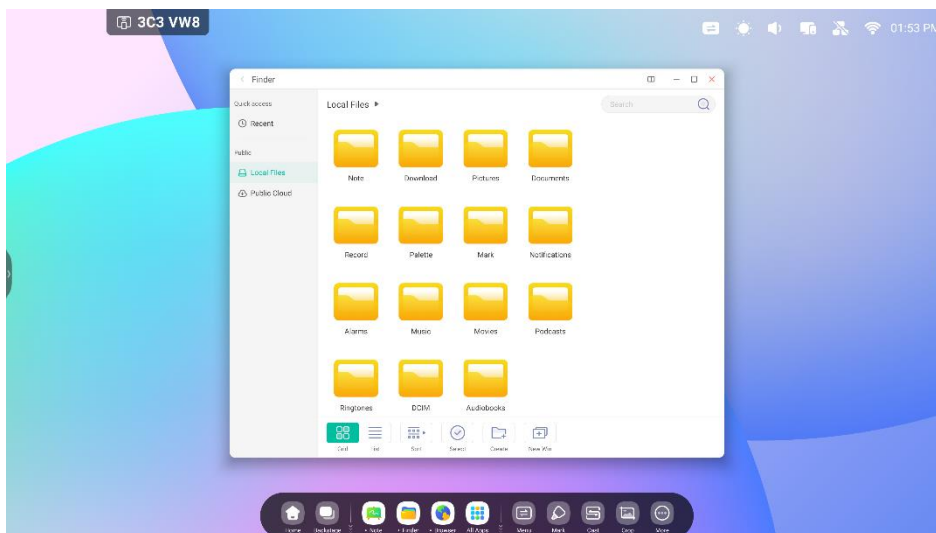 3C3 VW8
01:53 PM
Finder
Quick access
Local Files
Search
Recent
Public
Local Files
Public Cloud
Note Download Pictures Documents
Record Palette Mark Notifications
Alarms Music Movies Podcasts
Ringtones DCIM Audiobooks
Grid List Sort Select Create New Win
Home Backstage • Note • Finder • Browser All Apps Menu Mark Cast Crop More